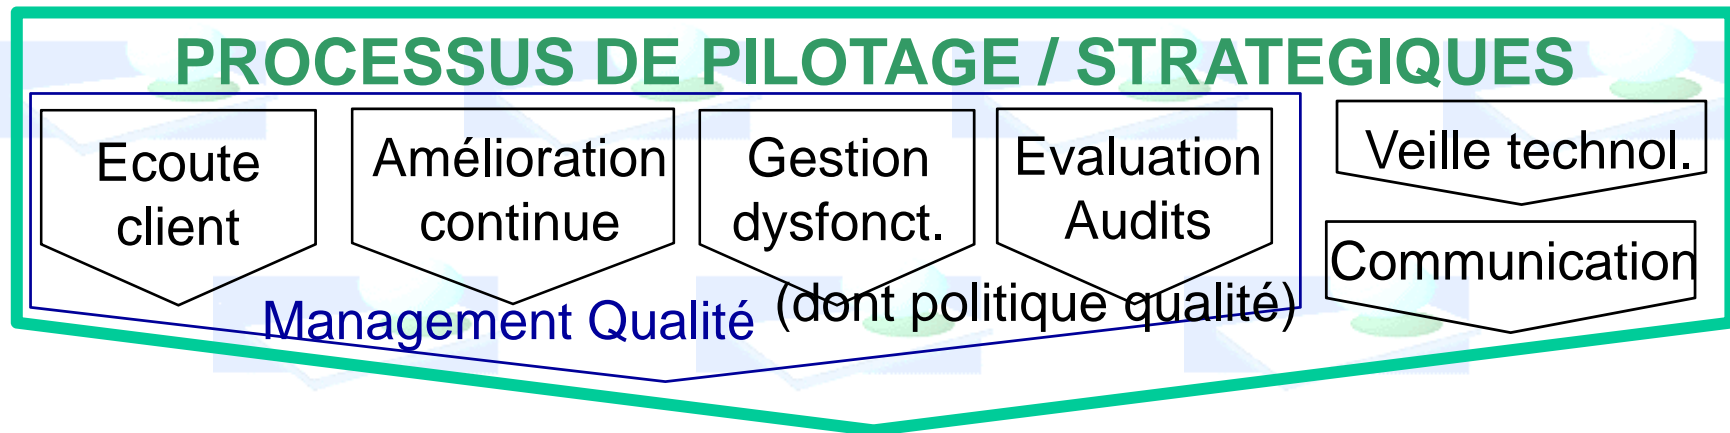 PROCESSUS DE PILOTAGE / STRATEGIQUES
Ecoute
client
Amélioration
continue
Gestion
dysfonct.
Evaluation
Audits
Veille technol.
Communication
Management Qualité (dont politique qualité)